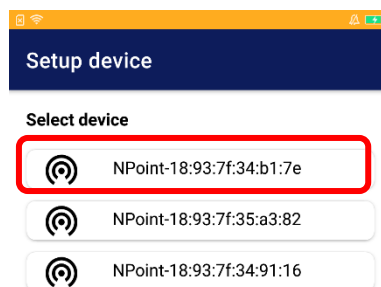 Setup device
Select device
NPoint-18:93:7f:34:b1:7e
NPoint-18:93:7f:35:a3:82
NPoint-18:93:7f:34:91:16